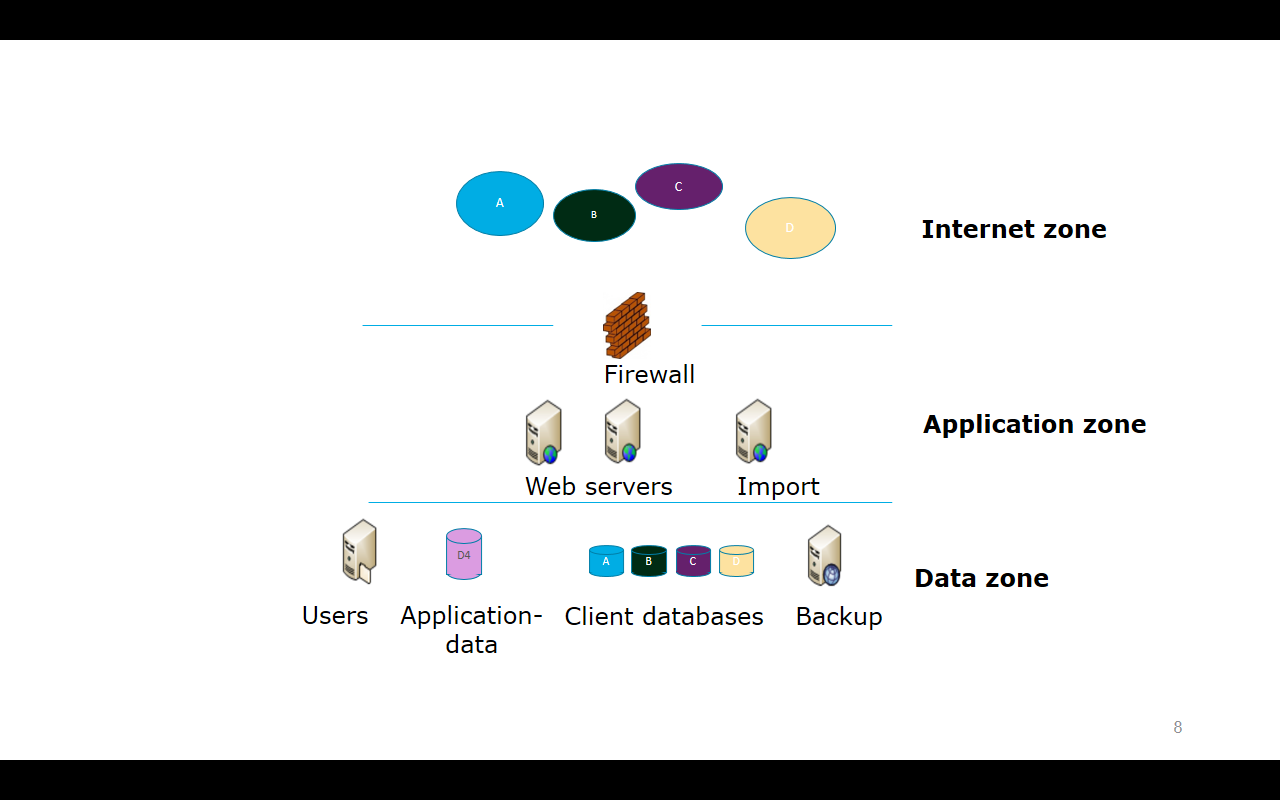 A
B
C
D
Internet zone
Firewall
Application zone
Web servers
Import
D4
A
B
C
D
Data zone
Users
Application-
data
Client databases
Backup
8